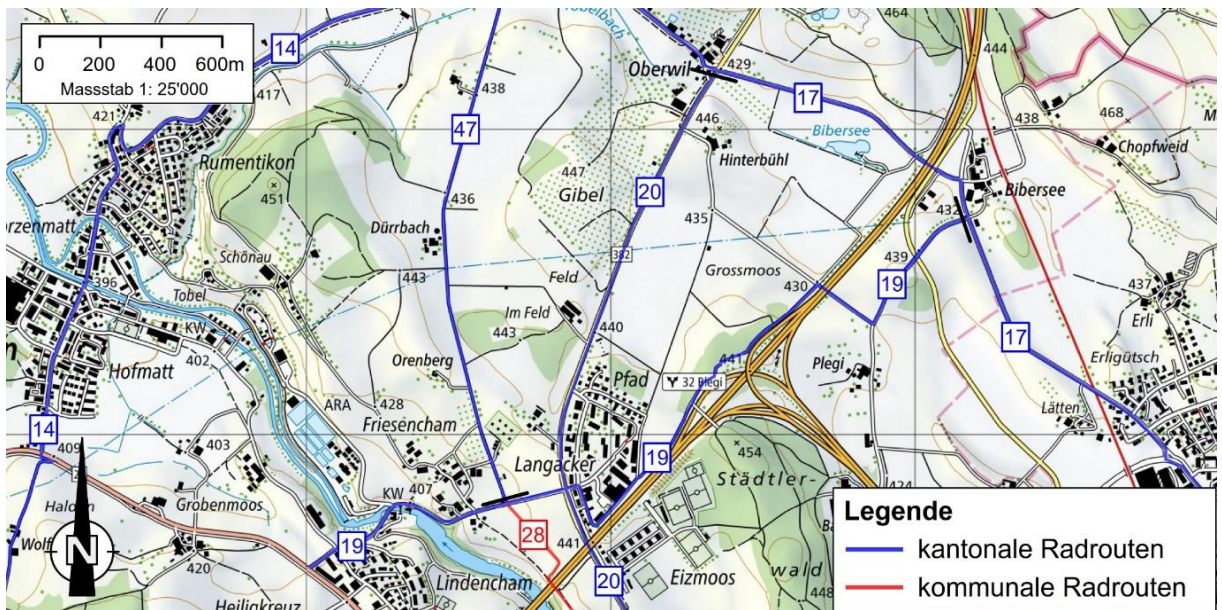 0 200 400 600m
Massstab 1: 25'000
14
Tobelbach
464
444
Oberwil
429
17
438
417
421
47
446
Bibersee
438
468
Chopfweid
Rumentikon
451
Hinterbühl
447
Gibel
20
Bibersee
436
435
432
Dürrbach
Schönau
443
382
Grossmoos
439
396
Tobel
Feld
430
19
437
KW
Im Feld
Erli
402
443
440
17
Hofmatt
Orenberg
441
Plegi
Erligütsch
Pfad
32 Blegi
ARA
428
Lätten
14
Friesencham
409
403
Langacker
19
454
Städtler-
KW
407
424
Grobenmoos
Wolf
19
28
441
wald
420
Eizmoos
20
448
Lindencham
Heiligkreuz
N
Legende
kantonale Radrouten
kommunale Radrouten